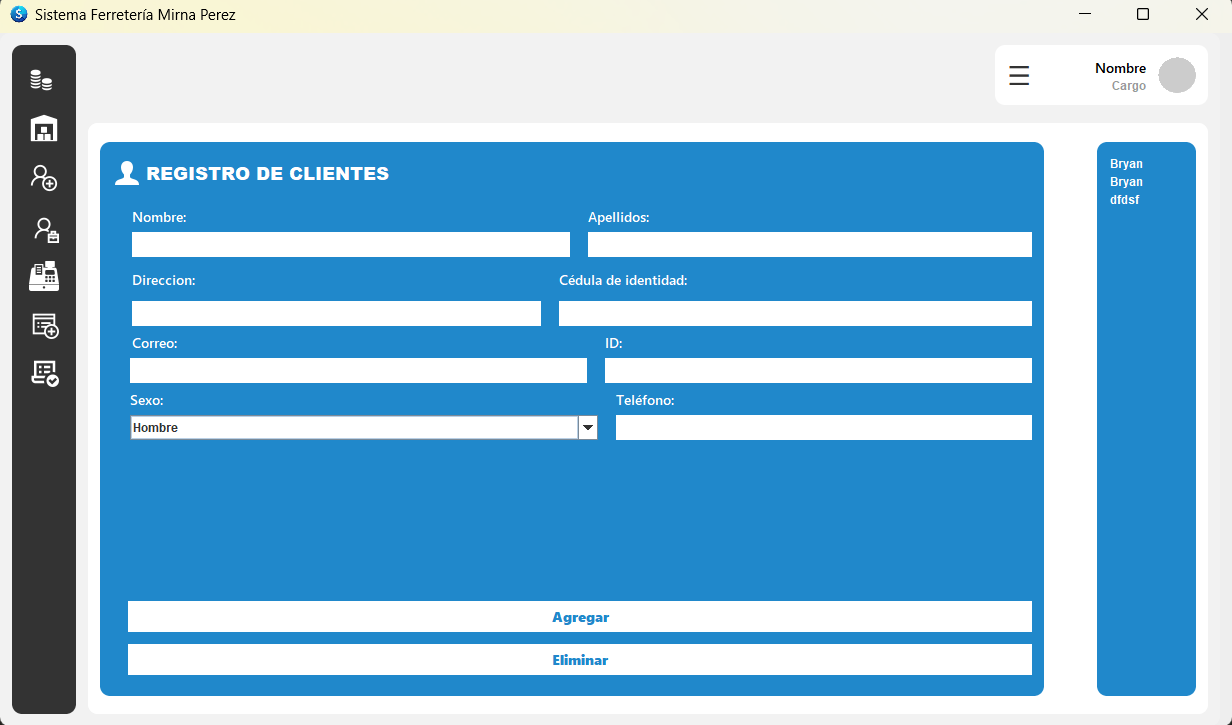 Sistema Ferretería Mirna Perez
Nombre
Cargo
REGISTRO DE CLIENTES
Nombre:
Apellidos:
Direccion:
Cédula de identidad:
Correo:
ID:
Sexo:
Teléfono:
Hombre
Agregar
Eliminar
Bryan
Bryan
dfdsf